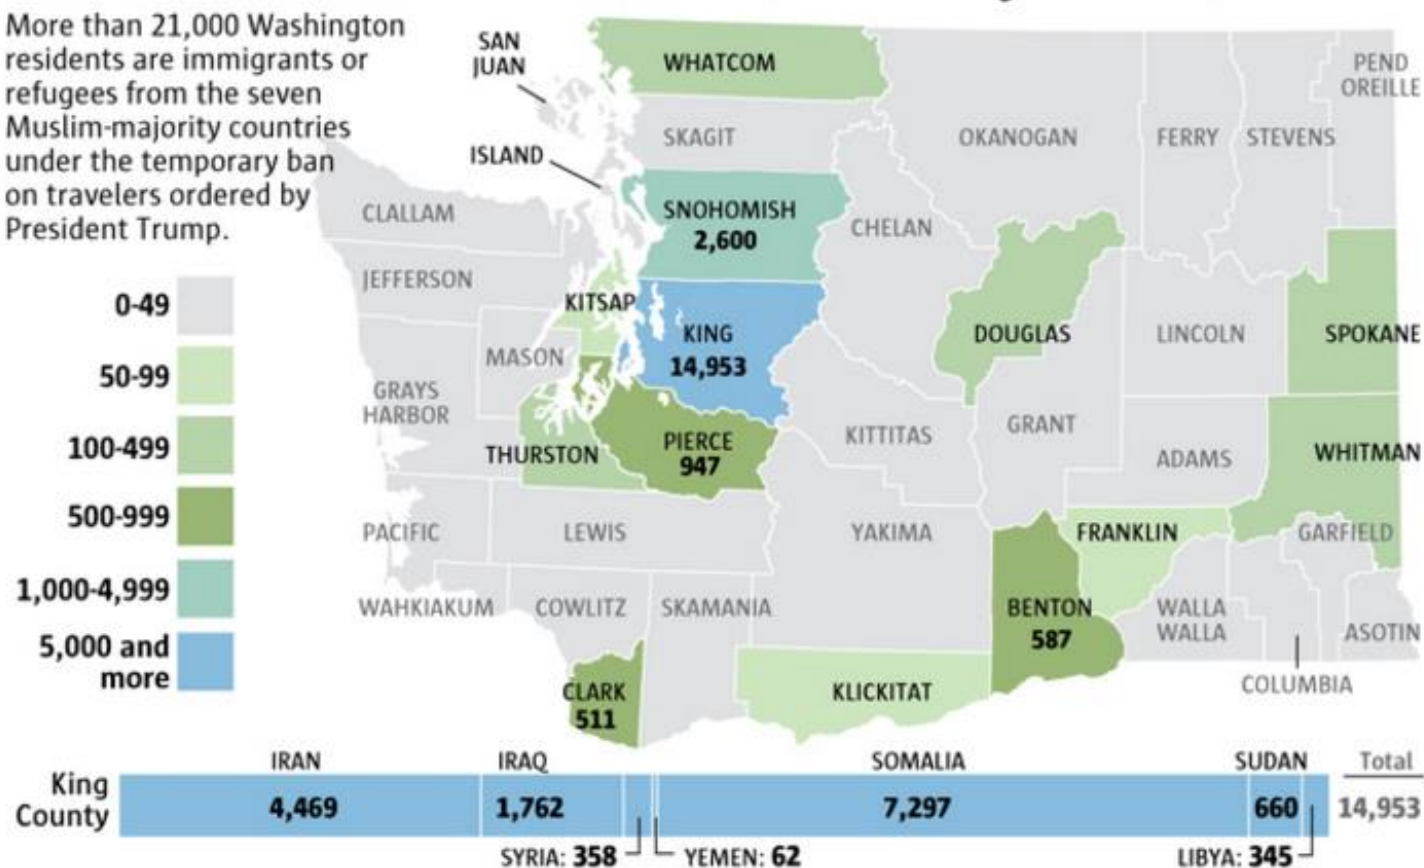 More than 21,000 Washington
residents are immigrants or
refugees from the seven
Muslim-majority countries
under the temporary ban
on travelers ordered by
President Trump.
0-49
50-99
100-499
500-999
1,000-4,999
5,000 and
more
SAN
JUAN
WHATCOM
PEND
OREILLE
SKAGIT
OKANOGAN
FERRY
STEVENS
ISLAND
CLALLAM
SNOHOMISH
2,600
CHELAN
JEFFERSON
KITSAP
KING
14,953
DOUGLAS
LINCOLN
SPOKANE
MASON
GRAYS
HARBOR
PIERCE
947
KITTITAS
GRANT
THURSTON
ADAMS
WHITMAN
PACIFIC
LEWIS
YAKIMA
FRANKLIN
GARFIELD
WAHKIAKUM
COWLITZ
SKAMANIA
BENTON
587
WALLA
WALLA
ASOTIN
COLUMBIA
CLARK
511
KLICKITAT
IRAN IRAQ SOMALIA SUDAN Total
King
County
4,469 1,762 7,297 660 14,953
SYRIA: 358 YEMEN: 62 LIBYA: 345